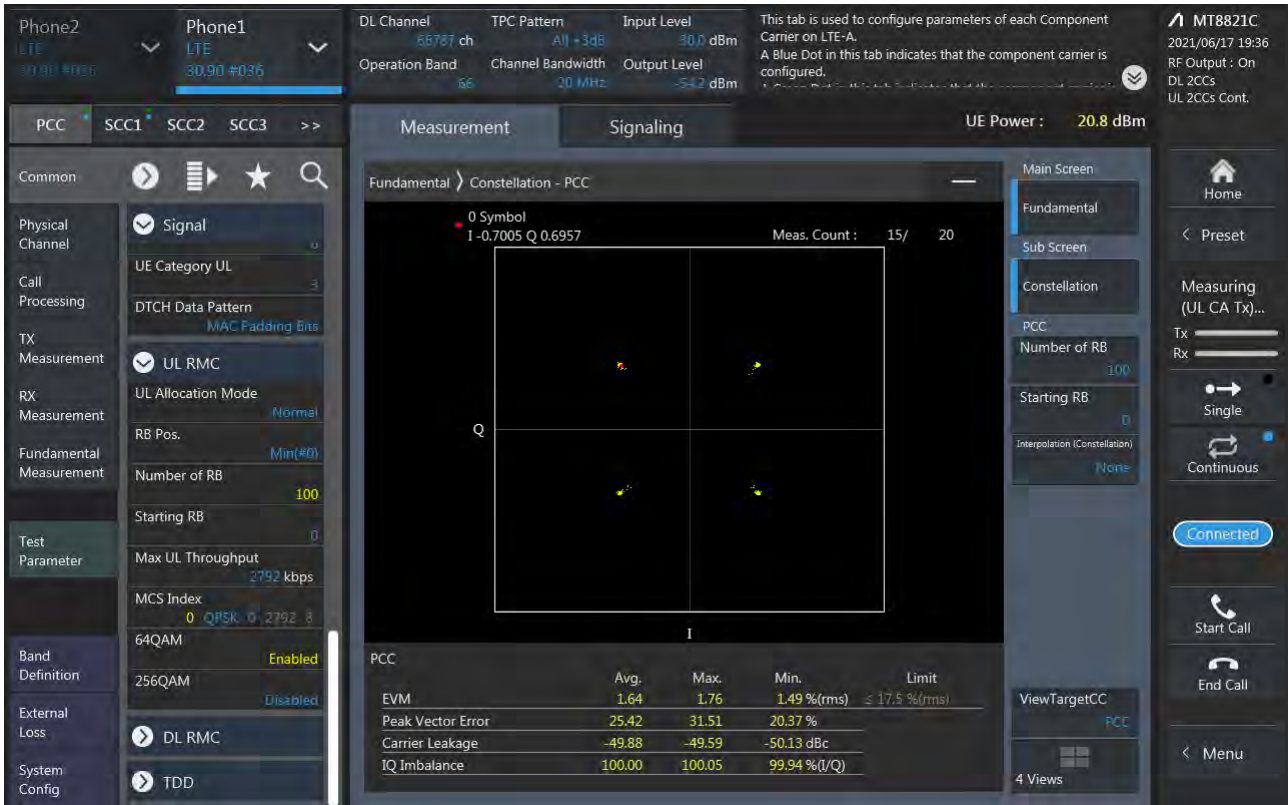 Phone2
LTE
30.90 #036
Phone1
LTE
30.90 #036
DL Channel
66787 ch
Operation Band
66
TPC Pattern
All +3dB
Channel Bandwidth
20 MHz
Input Level
30.0 dBm
Output Level
-54.2 dBm
This tab is used to configure parameters of each Component
Carrier on LTE-A.
A Blue Dot in this tab indicates that the component carrier is
configured.
MT8821C
2021/06/17 19:36
RF Output : On
DL 2CCs
UL 2CCs Cont.
PCC SCC1 SCC2 SCC3 >>
Measurement
Signaling
UE Power : 20.8 dBm
Common
Physical
Channel
Call
Processing
TX
Measurement
RX
Measurement
Fundamental
Measurement
Test
Parameter
Band
Definition
External
Loss
System
Config
Signal
UE Category UL
3
DTCH Data Pattern
MAC Padding Bits
UL RMC
UL Allocation Mode
Normal
RB Pos.
Min(#0)
Number of RB
100
Starting RB
0
Max UL Throughput
2792 kbps
MCS Index
0 QPSK 0 2792 8
64QAM
Enabled
256QAM
Disabled
DL RMC
TDD
Fundamental Constellation - PCC
0 Symbol
I -0.7005 Q 0.6957
Meas. Count : 15/ 20
Q
I
PCC
Avg. Max. Min. Limit
EVM 1.64 1.76 1.49 %(rms) ≤ 17.5 %(rms)
Peak Vector Error 25.42 31.51 20.37 %
Carrier Leakage -49.88 -49.59 -50.13 dBc
IQ Imbalance 100.00 100.05 99.94 %(I/Q)
Main Screen
Fundamental
Sub Screen
Constellation
PCC
Number of RB
100
Starting RB
0
Interpolation (Constellation)
None
ViewTargetCC
PCC
4 Views
Home
< Preset
Measuring
(UL CA Tx)...
Tx
Rx
Single
Continuous
Connected
Start Call
End Call
< Menu